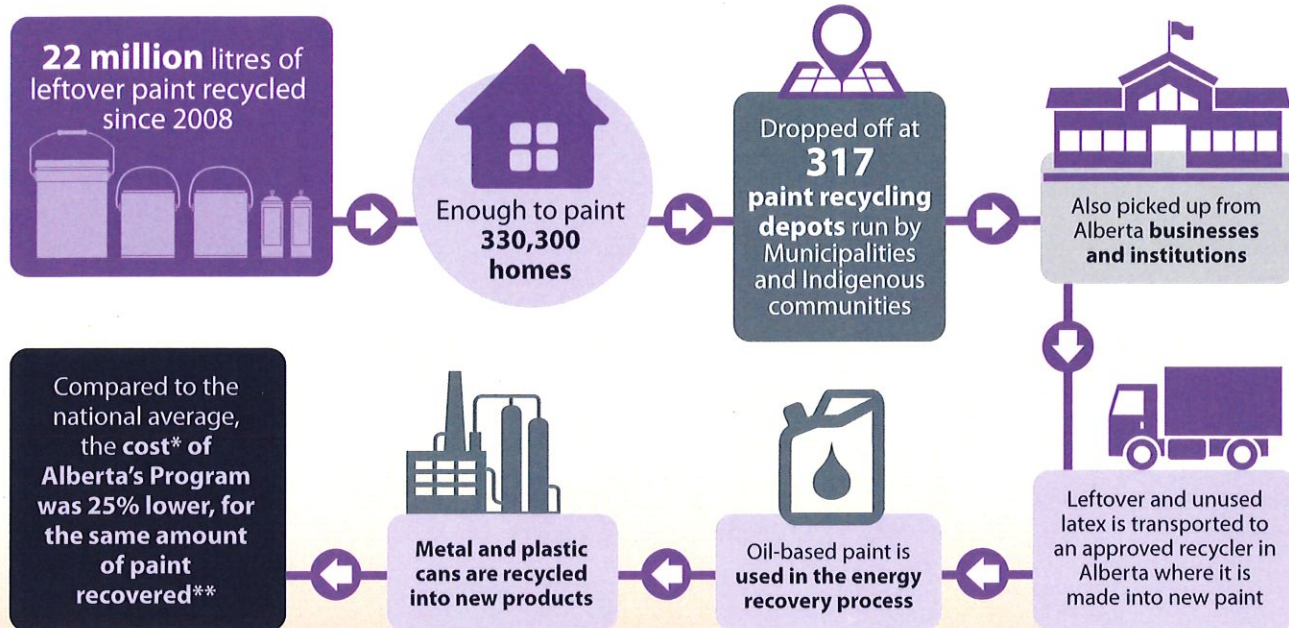 22 million litres of
leftover paint recycled
since 2008
Enough to paint
330,300
homes
Dropped off at
317
paint recycling
depots run by
Municipalities
and Indigenous
communities
Also picked up from
Alberta businesses
and institutions
Leftover and unused
latex is transported to
an approved recycler in
Alberta where it is
made into new paint
Oil-based paint is
used in the energy
recovery process
Metal and plastic
cans are recycled
into new products
Compared to the
national average,
the cost* of
Alberta's Program
was 25% lower, for
the same amount
of paint
recovered**